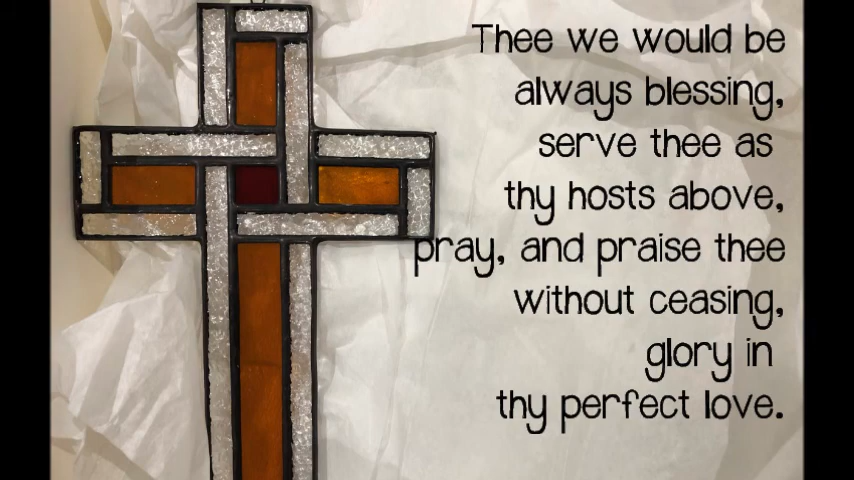 Thee we would be
always blessing,
serve thee as
thy hosts above,
pray, and praise thee
without ceasing,
glory in
thy perfect love.